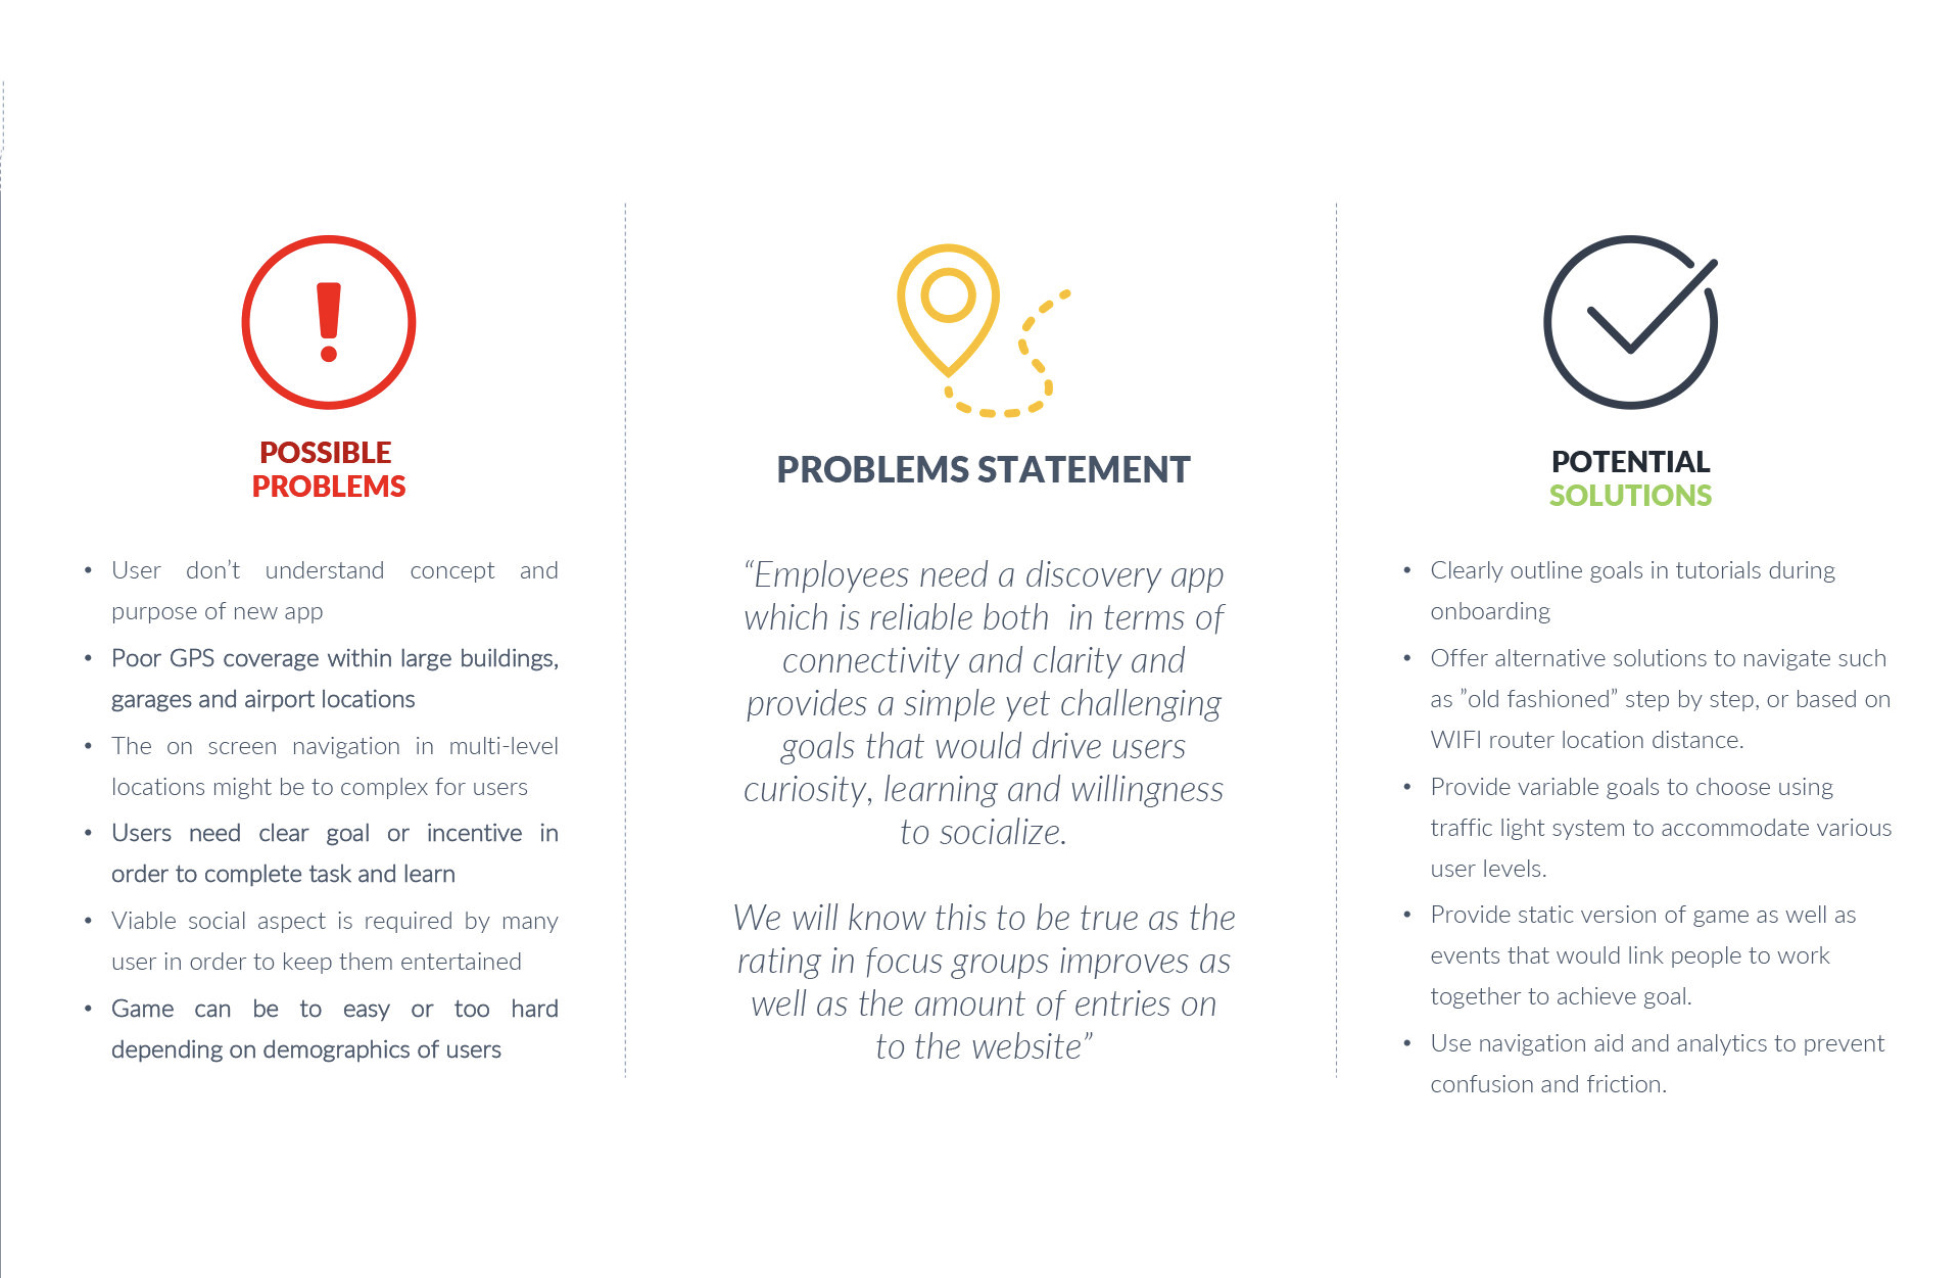 POSSIBLE
PROBLEMS
• User don’t understand concept and
purpose of new app
• Poor GPS coverage within large buildings,
garages and airport locations
• The on screen navigation in multi-level
locations might be to complex for users
• Users need clear goal or incentive in
order to complete task and learn
• Viable social aspect is required by many
user in order to keep them entertained
• Game can be to easy or too hard
depending on demographics of users
PROBLEMS STATEMENT
“Employees need a discovery app
which is reliable both in terms of
connectivity and clarity and
provides a simple yet challenging
goals that would drive users
curiosity, learning and willingness
to socialize.
We will know this to be true as the
rating in focus groups improves as
well as the amount of entries on
to the website”
POTENTIAL
SOLUTIONS
• Clearly outline goals in tutorials during
onboarding
• Offer alternative solutions to navigate such
as ”old fashioned” step by step, or based on
WIFI router location distance.
• Provide variable goals to choose using
traffic light system to accommodate various
user levels.
• Provide static version of game as well as
events that would link people to work
together to achieve goal.
• Use navigation aid and analytics to prevent
confusion and friction.